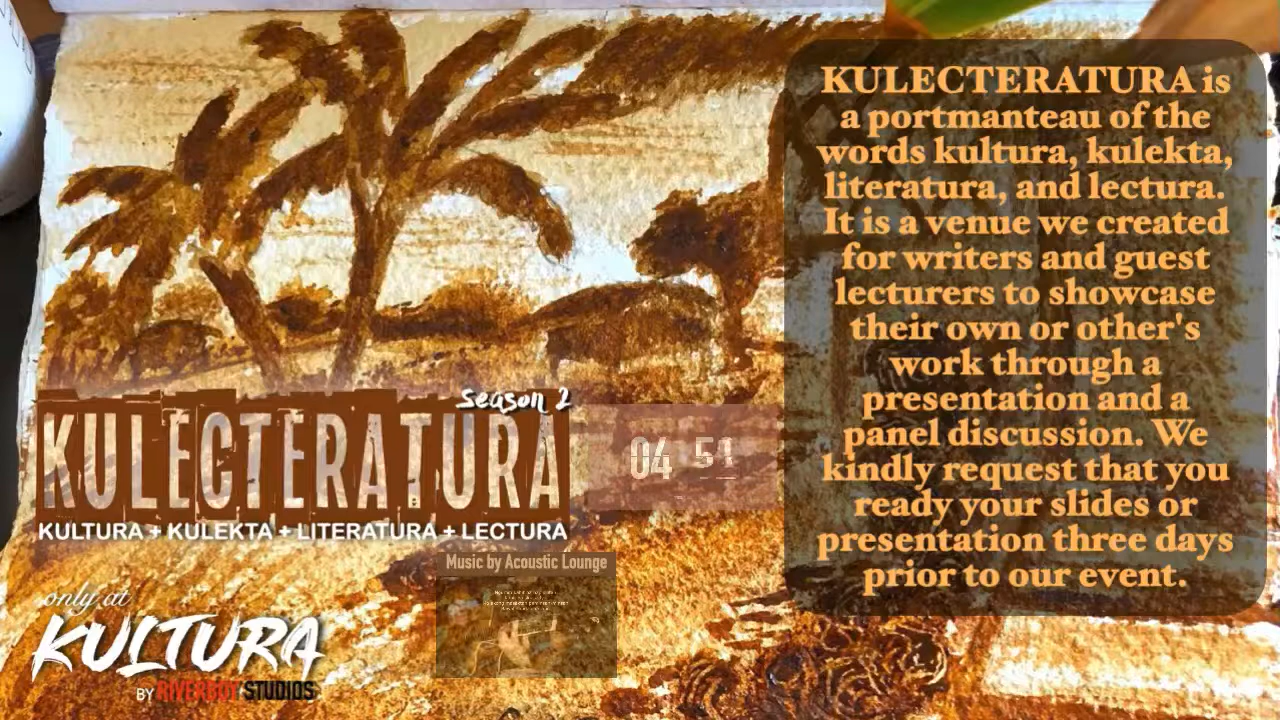 KULECTERATURA is
a portmanteau of the
words kultura, kulekta,
literatura, and lectura.
It is a venue we created
for writers and guest
lecturers to showcase
their own or other's
work through a
presentation and a
panel discussion. We
kindly request that you
ready your slides or
presentation three days
prior to our event.
season 2
KULECTERATURA
KULTURA + KULEKTA + LITERATURA + LECTURA
04 51
Music by Acoustic Lounge
only at
KULTURA
BY RIVERBOY STUDIOS